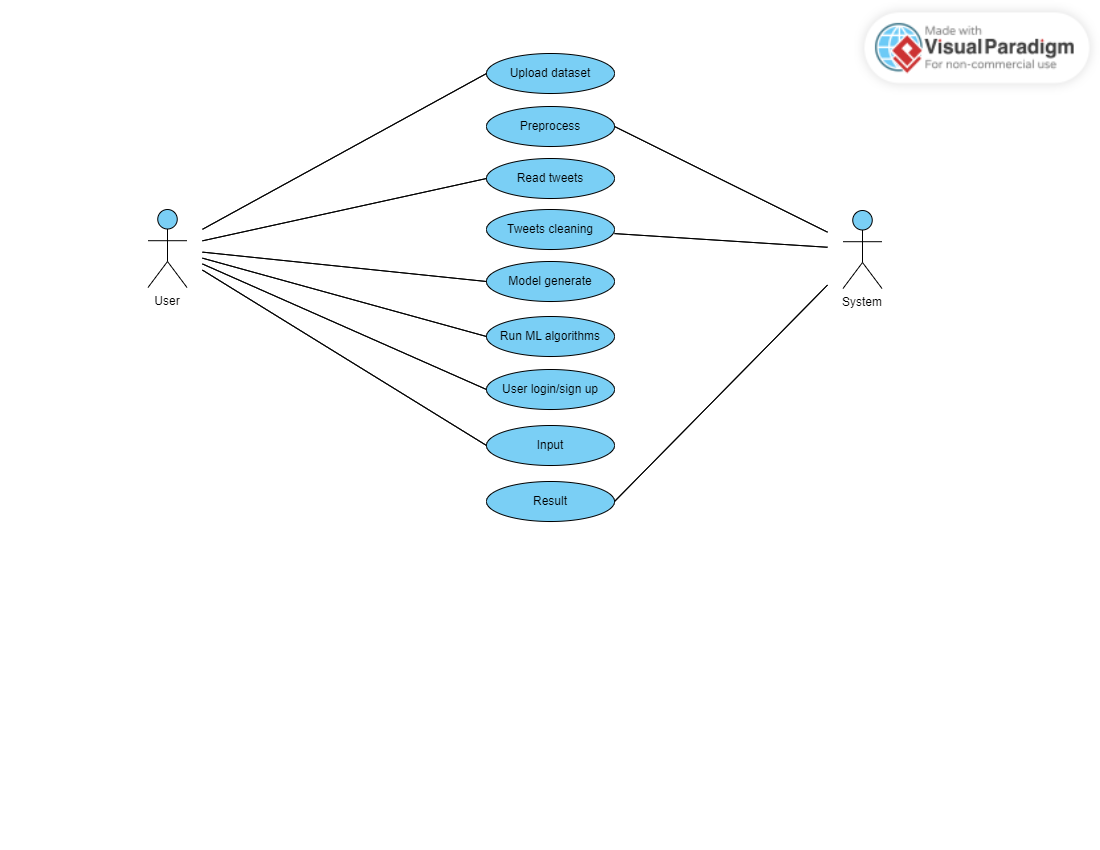 Made with
Visual Paradigm
For non-commercial use
Upload dataset
Preprocess
Read tweets
Tweets cleaning
Model generate
Run ML algorithms
User login/sign up
Input
Result
User
System